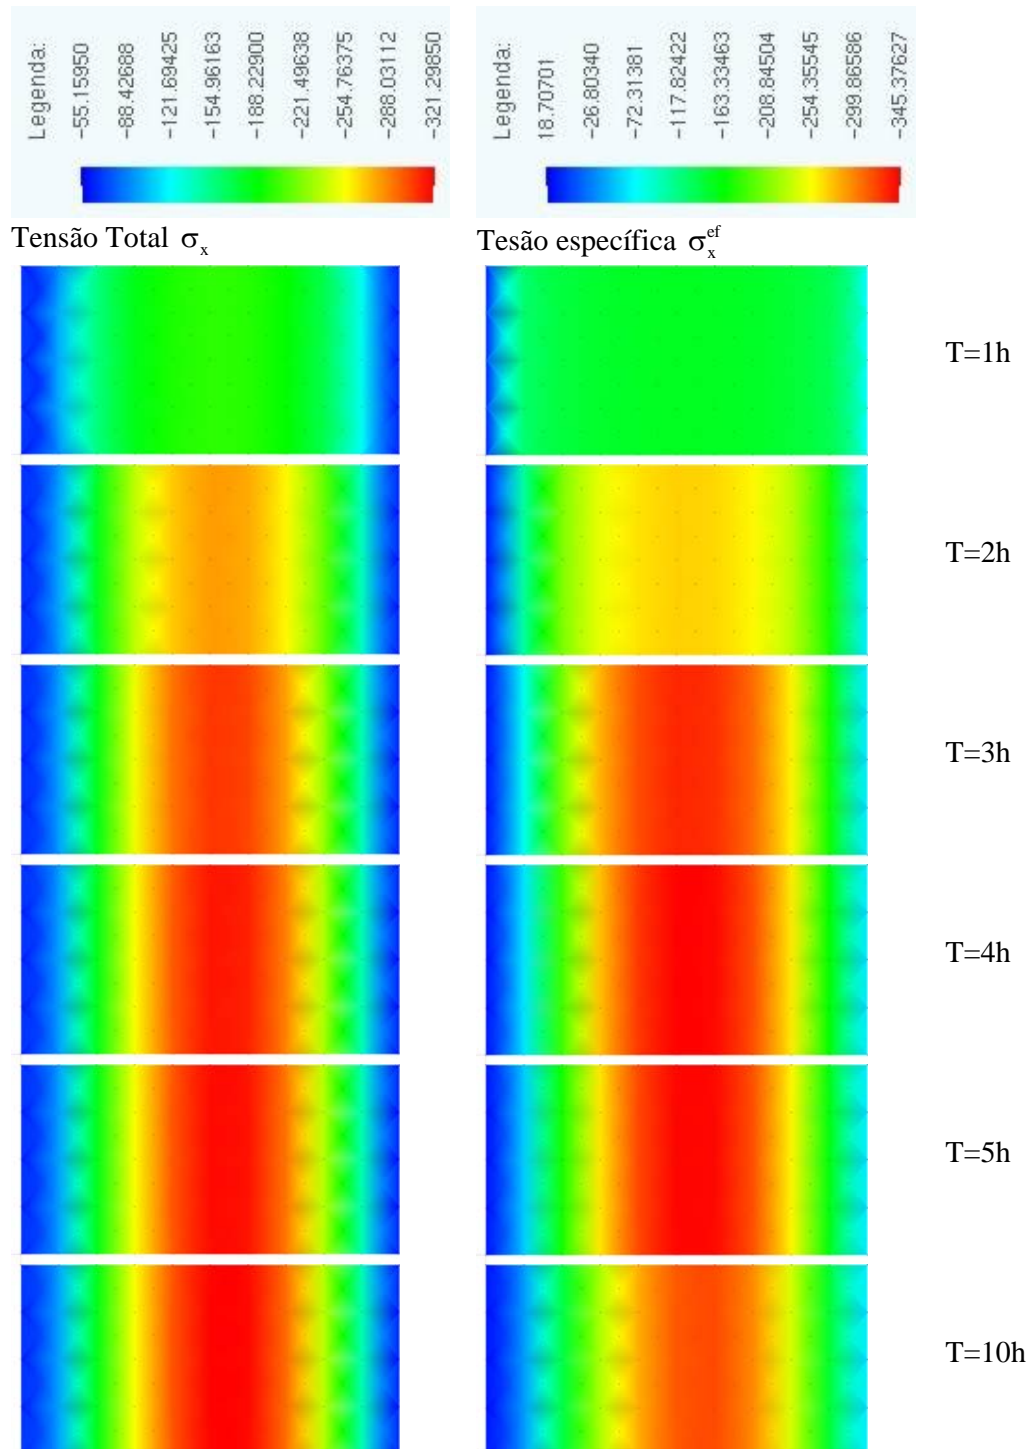 Legenda:
-55.15950
-88.42688
-121.69425
-154.96163
-188.22900
-221.49638
-254.76375
-288.03112
-321.29850
Legenda:
18.70701
-26.80340
-72.31381
-117.82422
-163.33463
-208.84504
-254.35545
-299.86586
-345.37627
Tensão Total σx
Tesão específica σx^ef
T=1h
T=2h
T=3h
T=4h
T=5h
T=10h